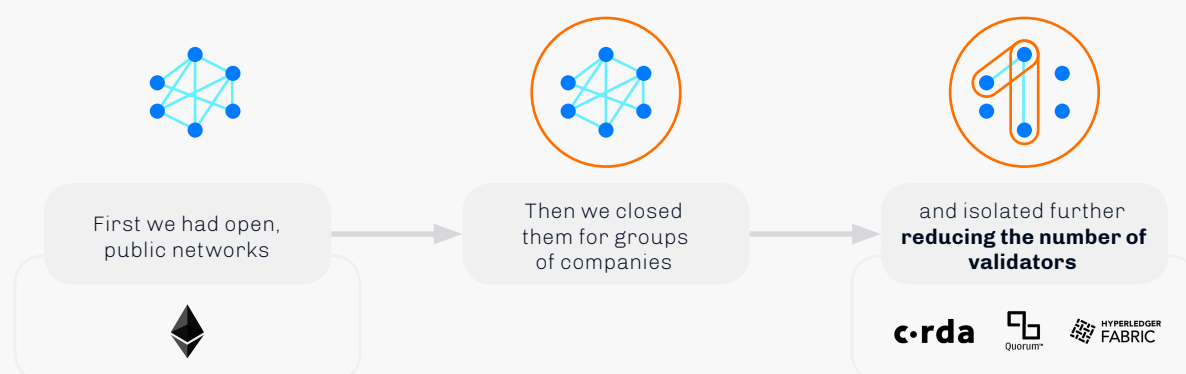 First we had open,
public networks
Then we closed
them for groups
of companies
and isolated further
reducing the number of
validators
c·rda
Quorum™
HYPERLEDGER
FABRIC